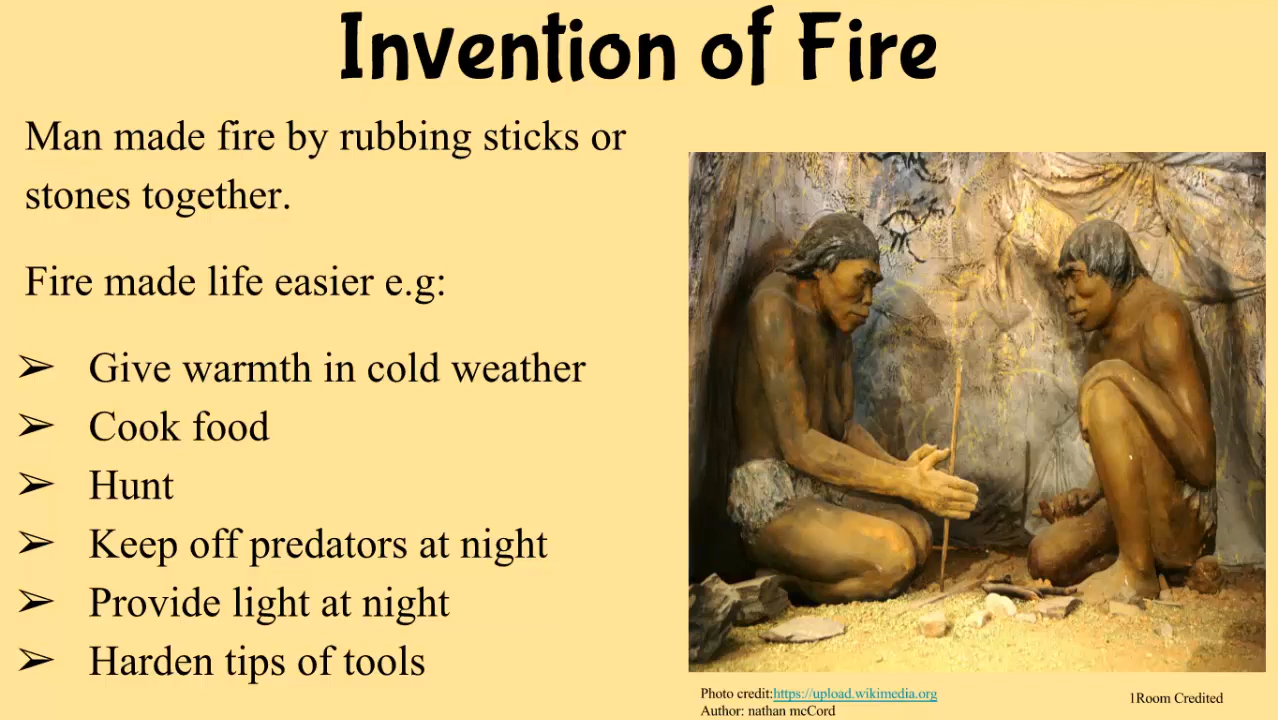 Invention of Fire
Man made fire by rubbing sticks or
stones together.
Fire made life easier e.g:
➢ Give warmth in cold weather
➢ Cook food
➢ Hunt
➢ Keep off predators at night
➢ Provide light at night
➢ Harden tips of tools
Photo credit:https://upload.wikimedia.org
Author: nathan mcCord
1Room Credited